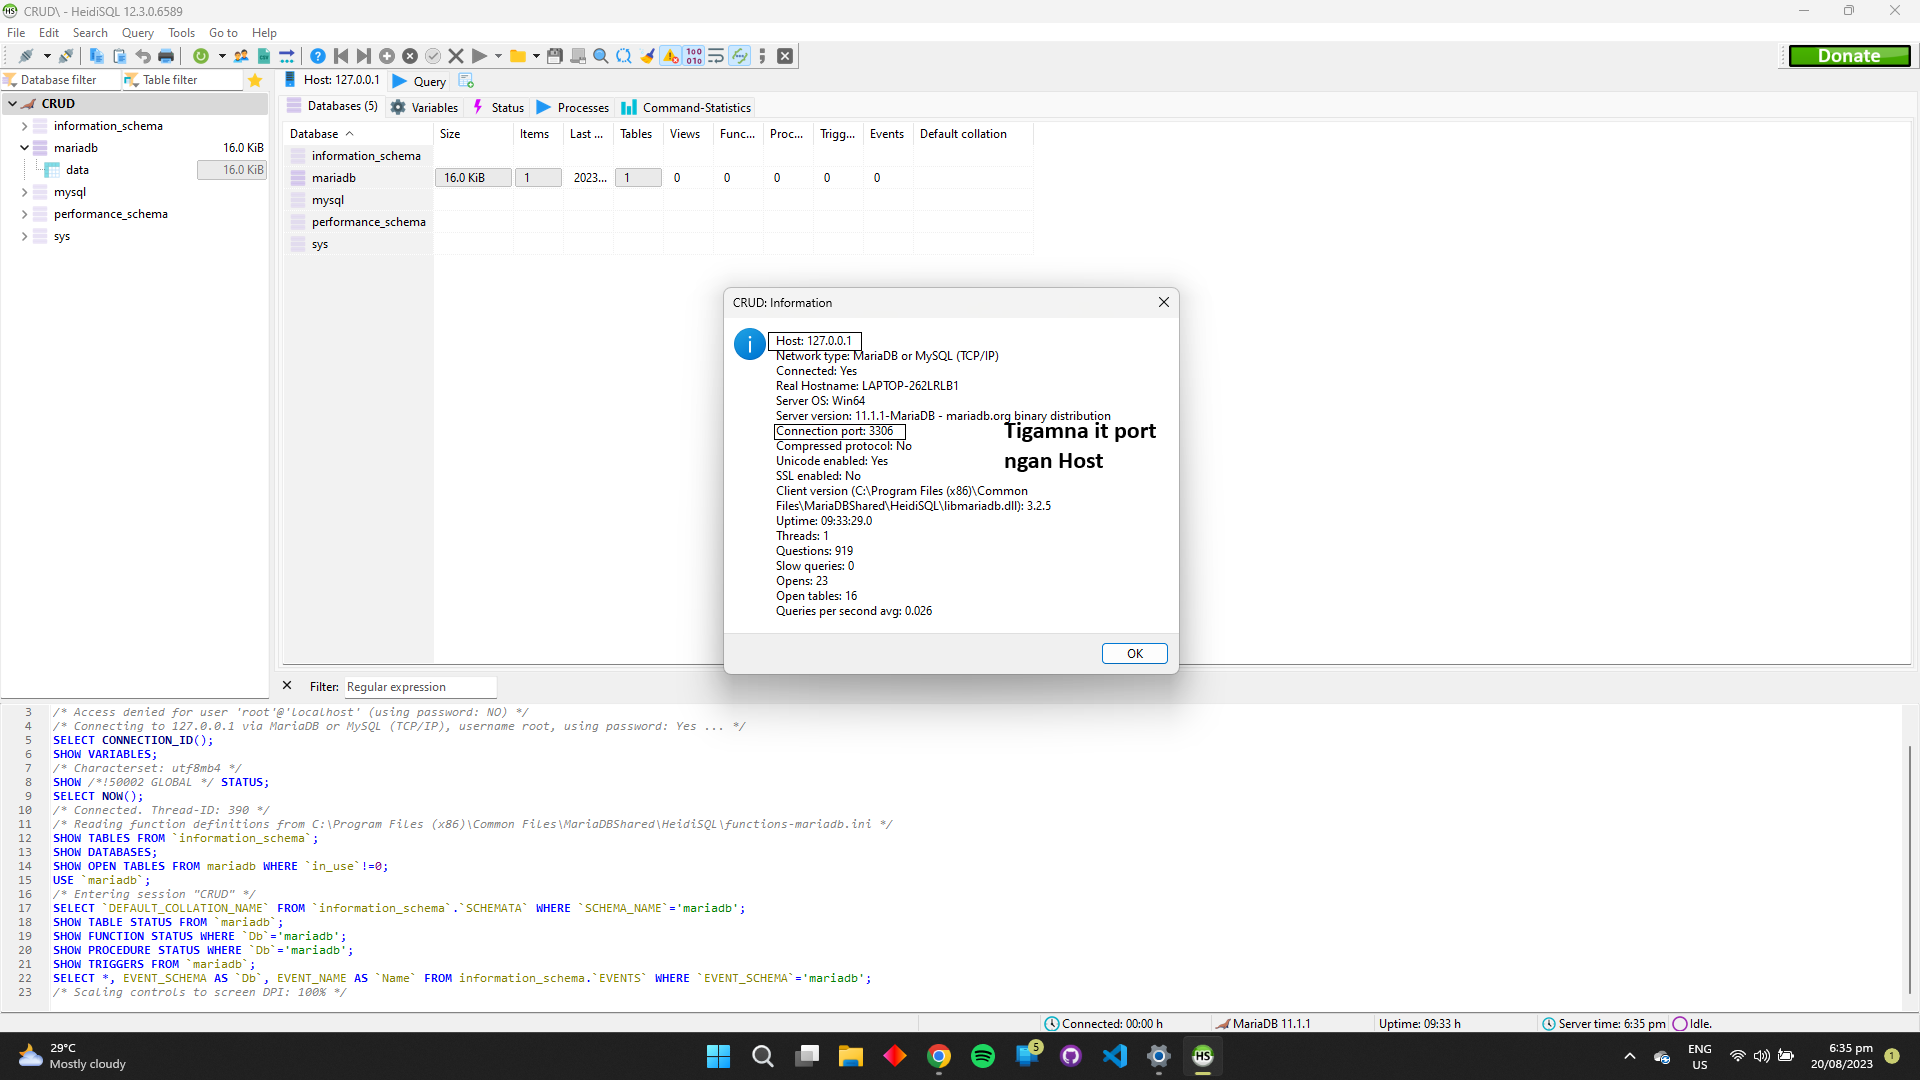 CRUD\ - HeidiSQL 12.3.0.6589
File Edit Search Query Tools Go to Help
Donate
Database filter Table filter Host: 127.0.0.1 Query
CRUD
information_schema
mariadb 16.0 KiB
data 16.0 KiB
mysql
performance_schema
sys
Databases (5) Variables Status Processes Command-Statistics
Database Size Items Last ... Tables Views Func... Proc... Trigg... Events Default collation
information_schema
mariadb 16.0 KiB 1 2023... 1 0 0 0 0 0
mysql
performance_schema
sys
CRUD: Information
Host: 127.0.0.1
Network type: MariaDB or MySQL (TCP/IP)
Connected: Yes
Real Hostname: LAPTOP-262LRLB1
Server OS: Win64
Server version: 11.1.1-MariaDB - mariadb.org binary distribution
Connection port: 3306
Compressed protocol: No
Unicode enabled: Yes
SSL enabled: No
Client version (C:\Program Files (x86)\Common
Files\MariaDBShared\HeidiSQL\libmariadb.dll): 3.2.5
Uptime: 09:33:29.0
Threads: 1
Questions: 919
Slow queries: 0
Opens: 23
Open tables: 16
Queries per second avg: 0.026
Tigamna it port
ngan Host
OK
Filter: Regular expression
3 /* Access denied for user 'root'@'localhost' (using password: NO) */
4 /* Connecting to 127.0.0.1 via MariaDB or MySQL (TCP/IP), username root, using password: Yes ... */
5 SELECT CONNECTION_ID();
6 SHOW VARIABLES;
7 /* Characterset: utf8mb4 */
8 SHOW /*!50002 GLOBAL */ STATUS;
9 SELECT NOW();
10 /* Connected. Thread-ID: 390 */
11 /* Reading function definitions from C:\Program Files (x86)\Common Files\MariaDBShared\HeidiSQL\functions-mariadb.ini */
12 SHOW TABLES FROM `information_schema`;
13 SHOW DATABASES;
14 SHOW OPEN TABLES FROM mariadb WHERE `in_use`!=0;
15 USE `mariadb`;
16 /* Entering session "CRUD" */
17 SELECT `DEFAULT_COLLATION_NAME` FROM `information_schema`.`SCHEMATA` WHERE `SCHEMA_NAME`='mariadb';
18 SHOW TABLE STATUS FROM `mariadb`;
19 SHOW FUNCTION STATUS WHERE `Db`='mariadb';
20 SHOW PROCEDURE STATUS WHERE `Db`='mariadb';
21 SHOW TRIGGERS FROM `mariadb`;
22 SELECT *, EVENT_SCHEMA AS `Db`, EVENT_NAME AS `Name` FROM information_schema.`EVENTS` WHERE `EVENT_SCHEMA`='mariadb';
23 /* Scaling controls to screen DPI: 100% */
Connected: 00:00 h MariaDB 11.1.1 Uptime: 09:33 h Server time: 6:35 pm Idle.
29°C
Mostly cloudy
5
HS
ENG
US
6:35 pm
20/08/2023
1